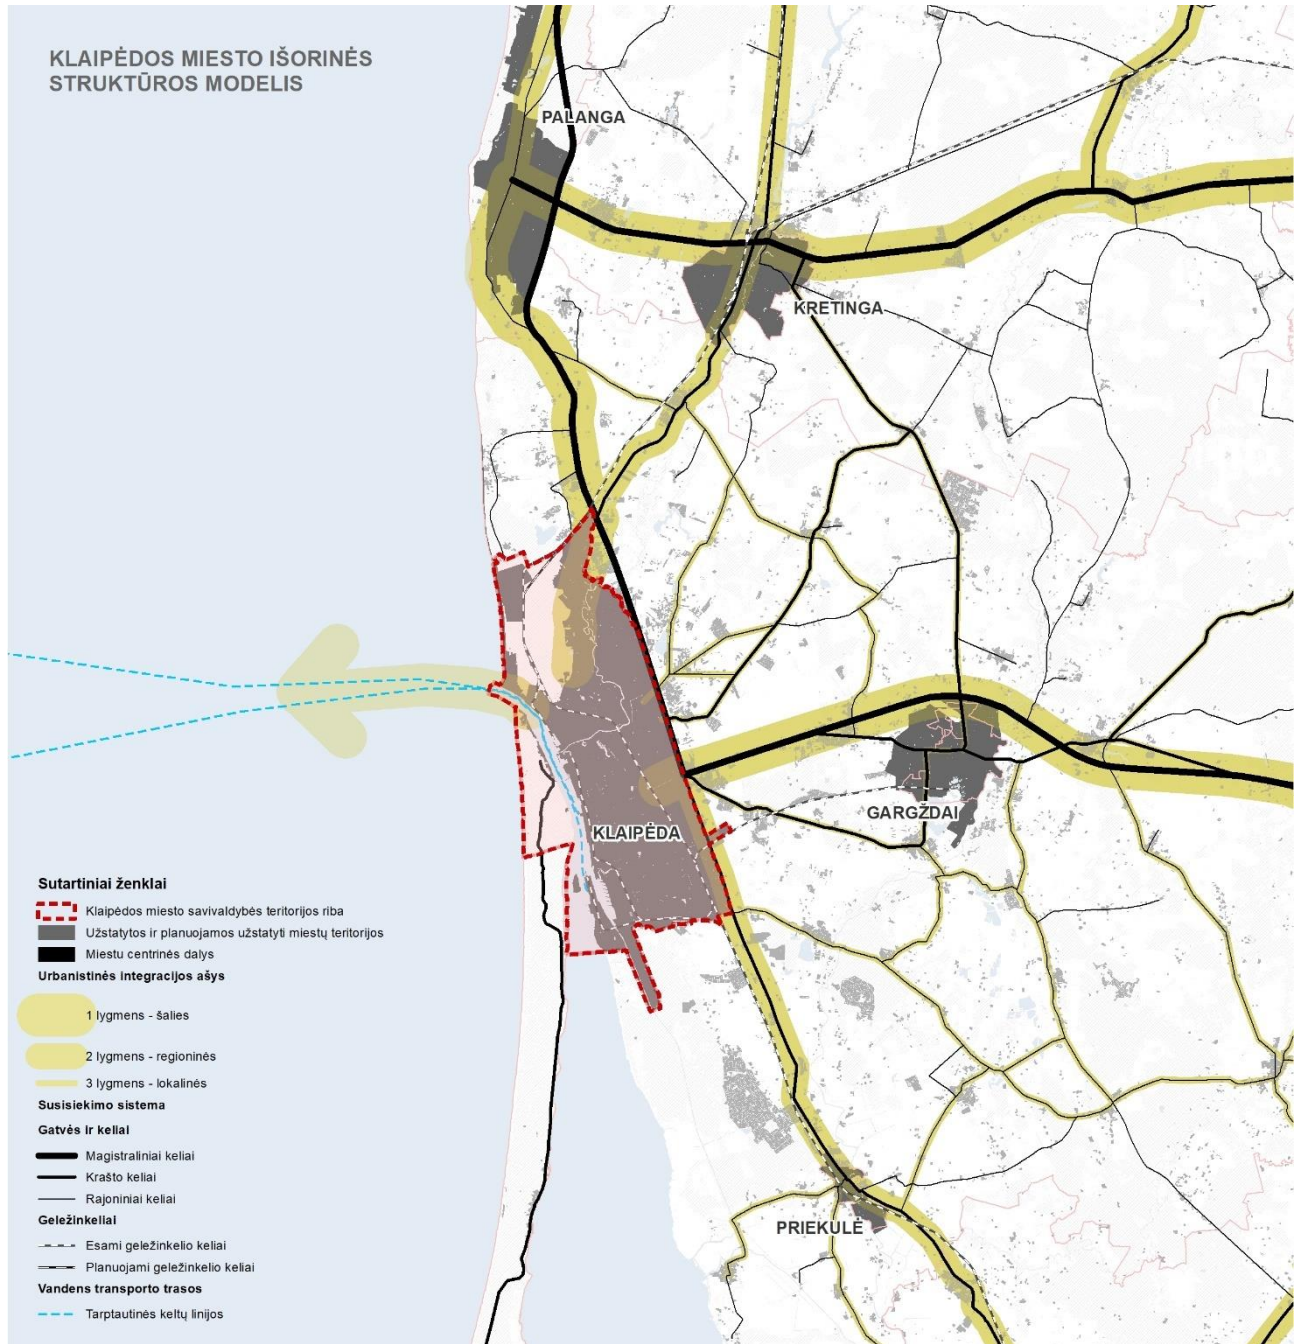 KLAIPĖDOS MIESTO IŠORINĖS
STRUKTŪROS MODELIS
PALANGA
KRETINGA
GARGŽDAI
KLAIPĖDA
PRIEKULĖ
Sutartiniai ženklai
Klaipėdos miesto savivaldybės teritorijos riba
Užstatytos ir planuojamos užstatyti miestų teritorijos
Miestu centrinės dalys
Urbanistinės integracijos ašys
1 lygmens - šalies
2 lygmens - regioninės
3 lygmens - lokalinės
Susisiekimo sistema
Gatvės ir keliai
Magistraliniai keliai
Krašto keliai
Rajoniniai keliai
Geležinkeliai
Esami geležinkelio keliai
Planuojami geležinkelio keliai
Vandens transporto trasos
Tarptautinės keltų linijos